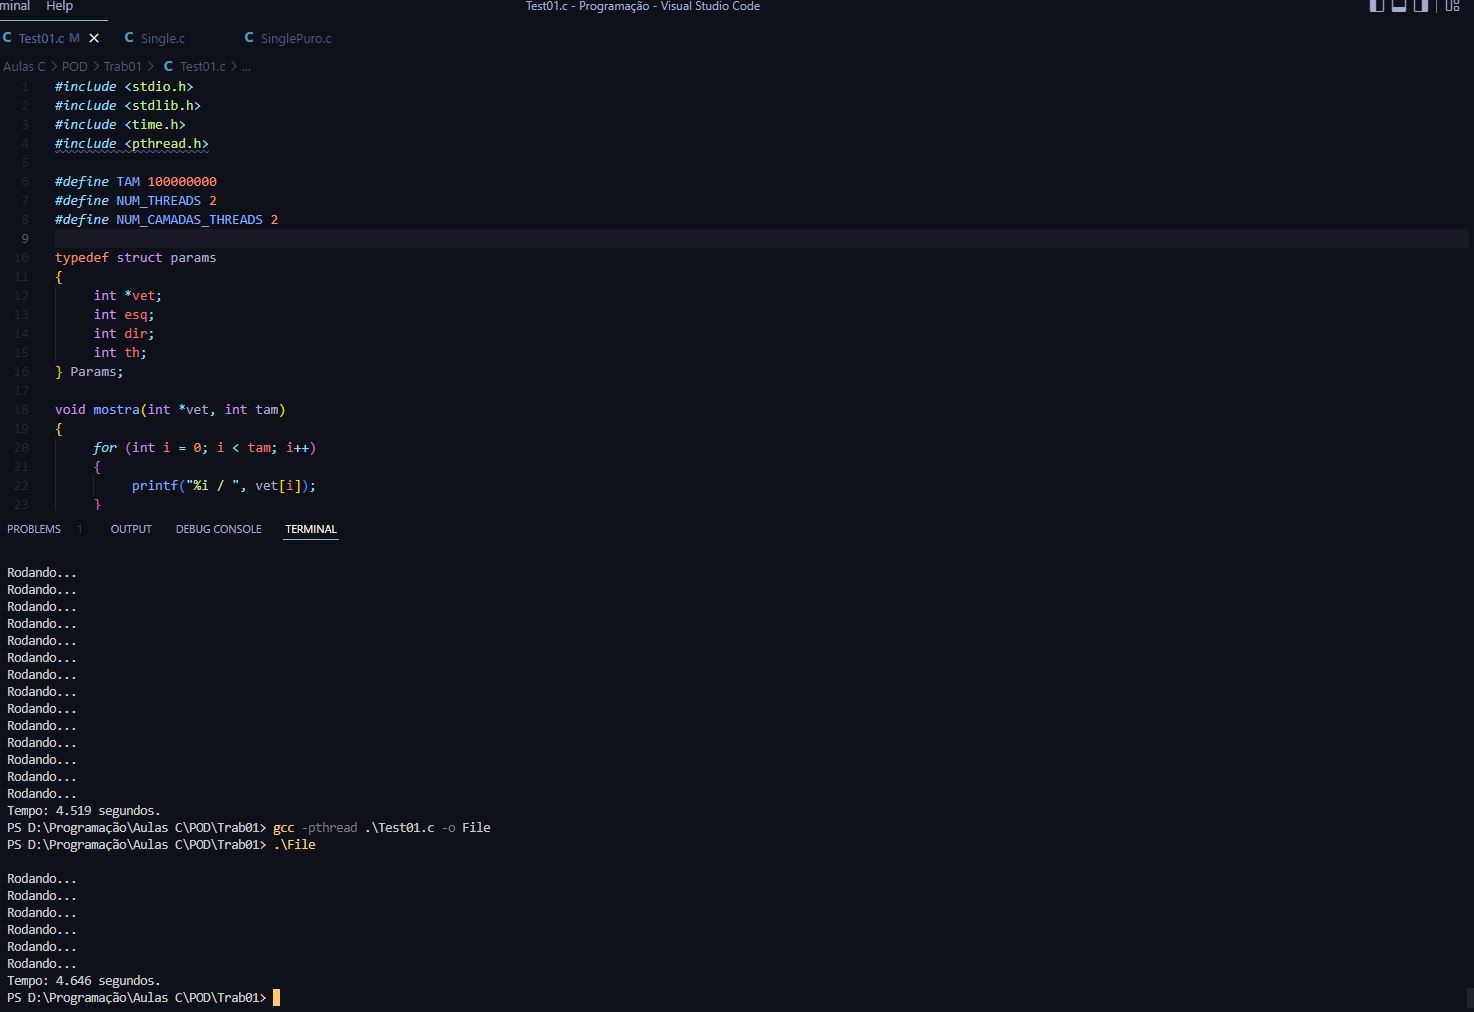 minal Help Test01.c - Programação - Visual Studio Code
C Test01.c M × C Single.c C SinglePuro.c
Aulas C > POD > Trab01 > C Test01.c > ...
1 #include <stdio.h>
2 #include <stdlib.h>
3 #include <time.h>
4 #include <pthread.h>
5
6 #define TAM 100000000
7 #define NUM_THREADS 2
8 #define NUM_CAMADAS_THREADS 2
9
10 typedef struct params
11 {
12 int *vet;
13 int esq;
14 int dir;
15 int th;
16 } Params;
17
18 void mostra(int *vet, int tam)
19 {
20 for (int i = 0; i < tam; i++)
21 {
22 printf("%i / ", vet[i]);
23 }
PROBLEMS 1 OUTPUT DEBUG CONSOLE TERMINAL
Rodando...
Rodando...
Rodando...
Rodando...
Rodando...
Rodando...
Rodando...
Rodando...
Rodando...
Rodando...
Rodando...
Rodando...
Rodando...
Rodando...
Tempo: 4.519 segundos.
PS D:\Programação\Aulas C\POD\Trab01> gcc -pthread .\Test01.c -o File
PS D:\Programação\Aulas C\POD\Trab01> .\File
Rodando...
Rodando...
Rodando...
Rodando...
Rodando...
Rodando...
Tempo: 4.646 segundos.
PS D:\Programação\Aulas C\POD\Trab01>